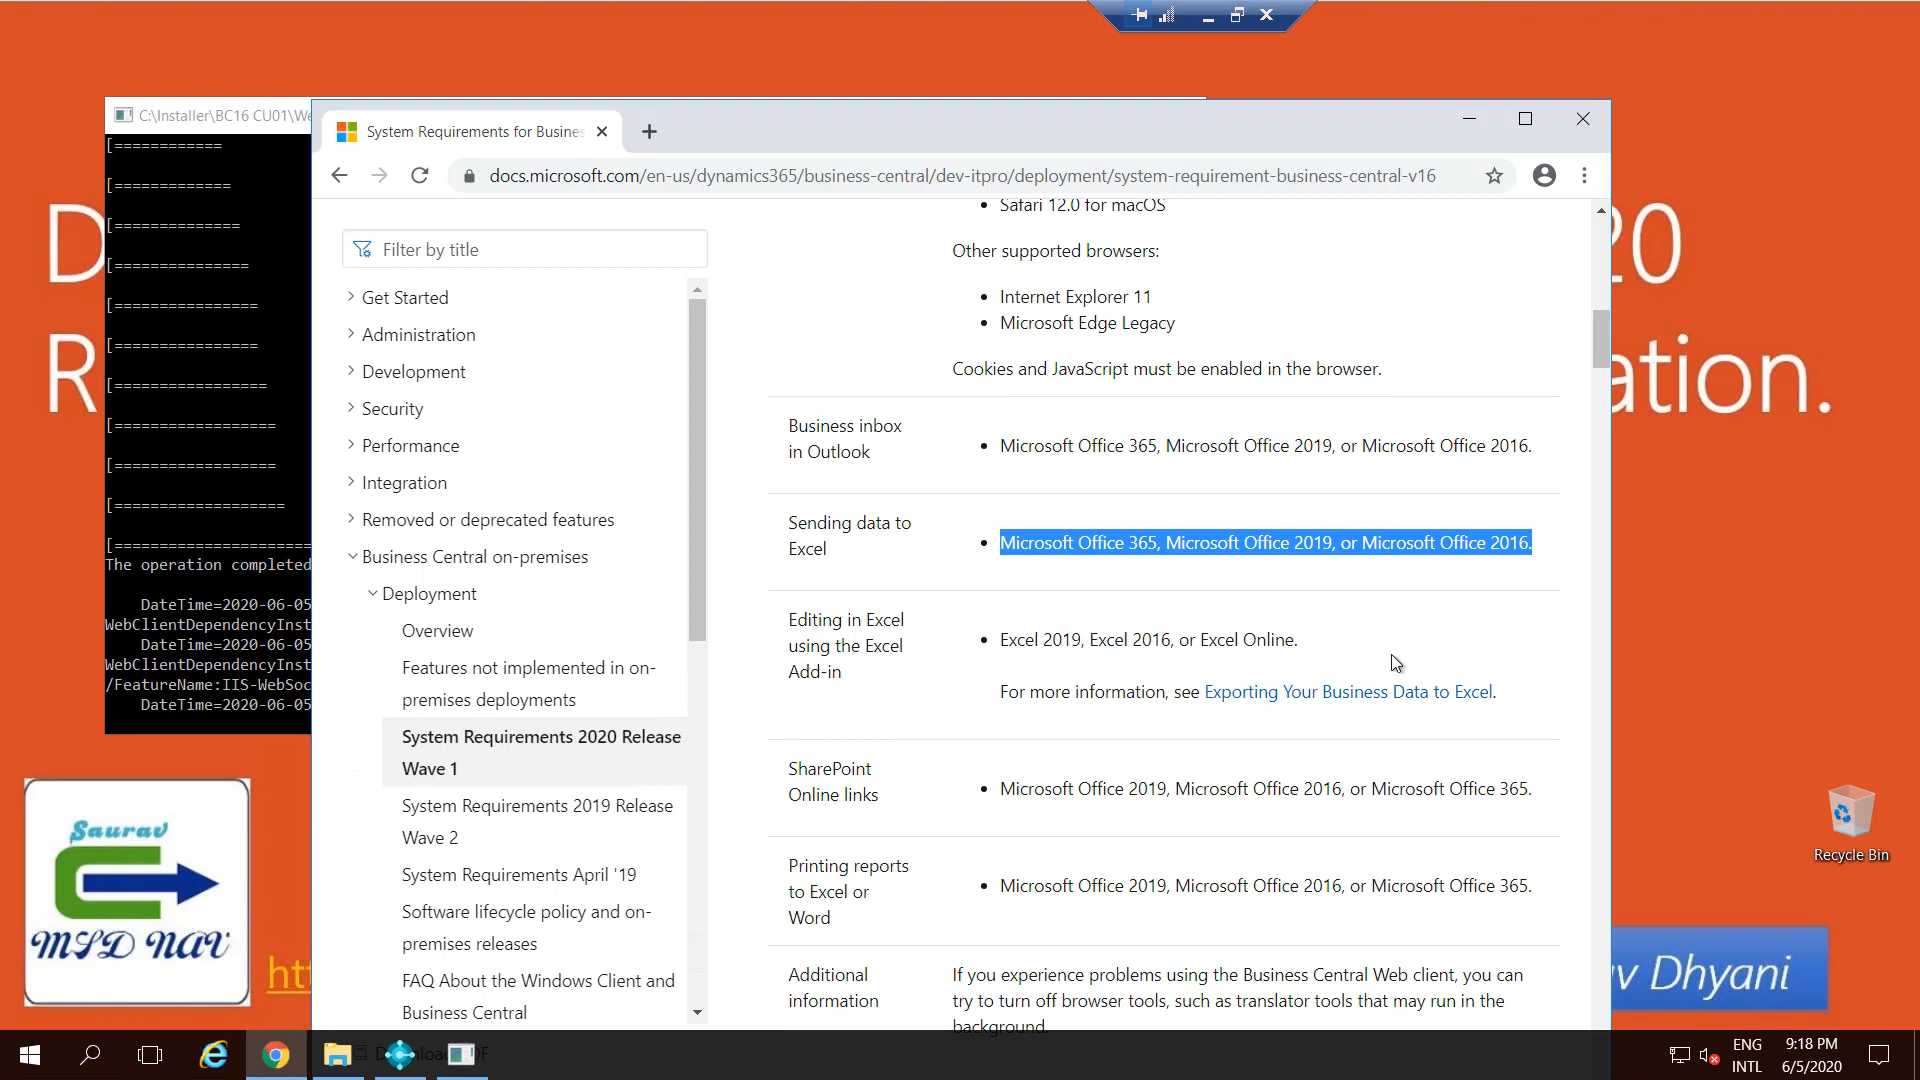 C:\Installer\BC16 CU01\We
[============
[=============
[==============
[===============
[================
[================
[=================
[==================
[==================
[===================
[======================
The operation completed
DateTime=2020-06-05
WebClientDependencyInst
DateTime=2020-06-05
WebClientDependencyInst
/FeatureName:IIS-WebSoc
DateTime=2020-06-05
System Requirements for Busines
docs.microsoft.com/en-us/dynamics365/business-central/dev-itpro/deployment/system-requirement-business-central-v16
Filter by title
Get Started
Administration
Development
Security
Performance
Integration
Removed or deprecated features
Business Central on-premises
Deployment
Overview
Features not implemented in on-
premises deployments
System Requirements 2020 Release
Wave 1
System Requirements 2019 Release
Wave 2
System Requirements April '19
Software lifecycle policy and on-
premises releases
FAQ About the Windows Client and
Business Central
Safari 12.0 for macOS
Other supported browsers:
Internet Explorer 11
Microsoft Edge Legacy
Cookies and JavaScript must be enabled in the browser.
Business inbox
in Outlook
Microsoft Office 365, Microsoft Office 2019, or Microsoft Office 2016.
Sending data to
Excel
Microsoft Office 365, Microsoft Office 2019, or Microsoft Office 2016.
Editing in Excel
using the Excel
Add-in
Excel 2019, Excel 2016, or Excel Online.
For more information, see Exporting Your Business Data to Excel.
SharePoint
Online links
Microsoft Office 2019, Microsoft Office 2016, or Microsoft Office 365.
Printing reports
to Excel or
Word
Microsoft Office 2019, Microsoft Office 2016, or Microsoft Office 365.
Additional
information
If you experience problems using the Business Central Web client, you can
try to turn off browser tools, such as translator tools that may run in the
background.
D
20
R
ation.
Saurav
MSD NAV
htt
v Dhyani
Recycle Bin
ENG
INTL
9:18 PM
6/5/2020